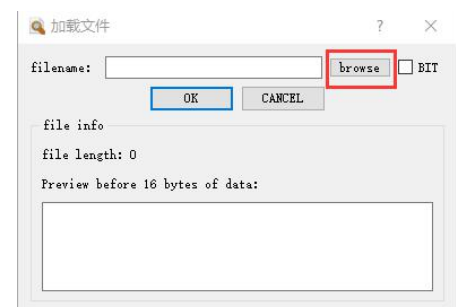 加载文件 ? ×
filename: browse BIT
OK CANCEL
file info
file length: 0
Preview before 16 bytes of data: